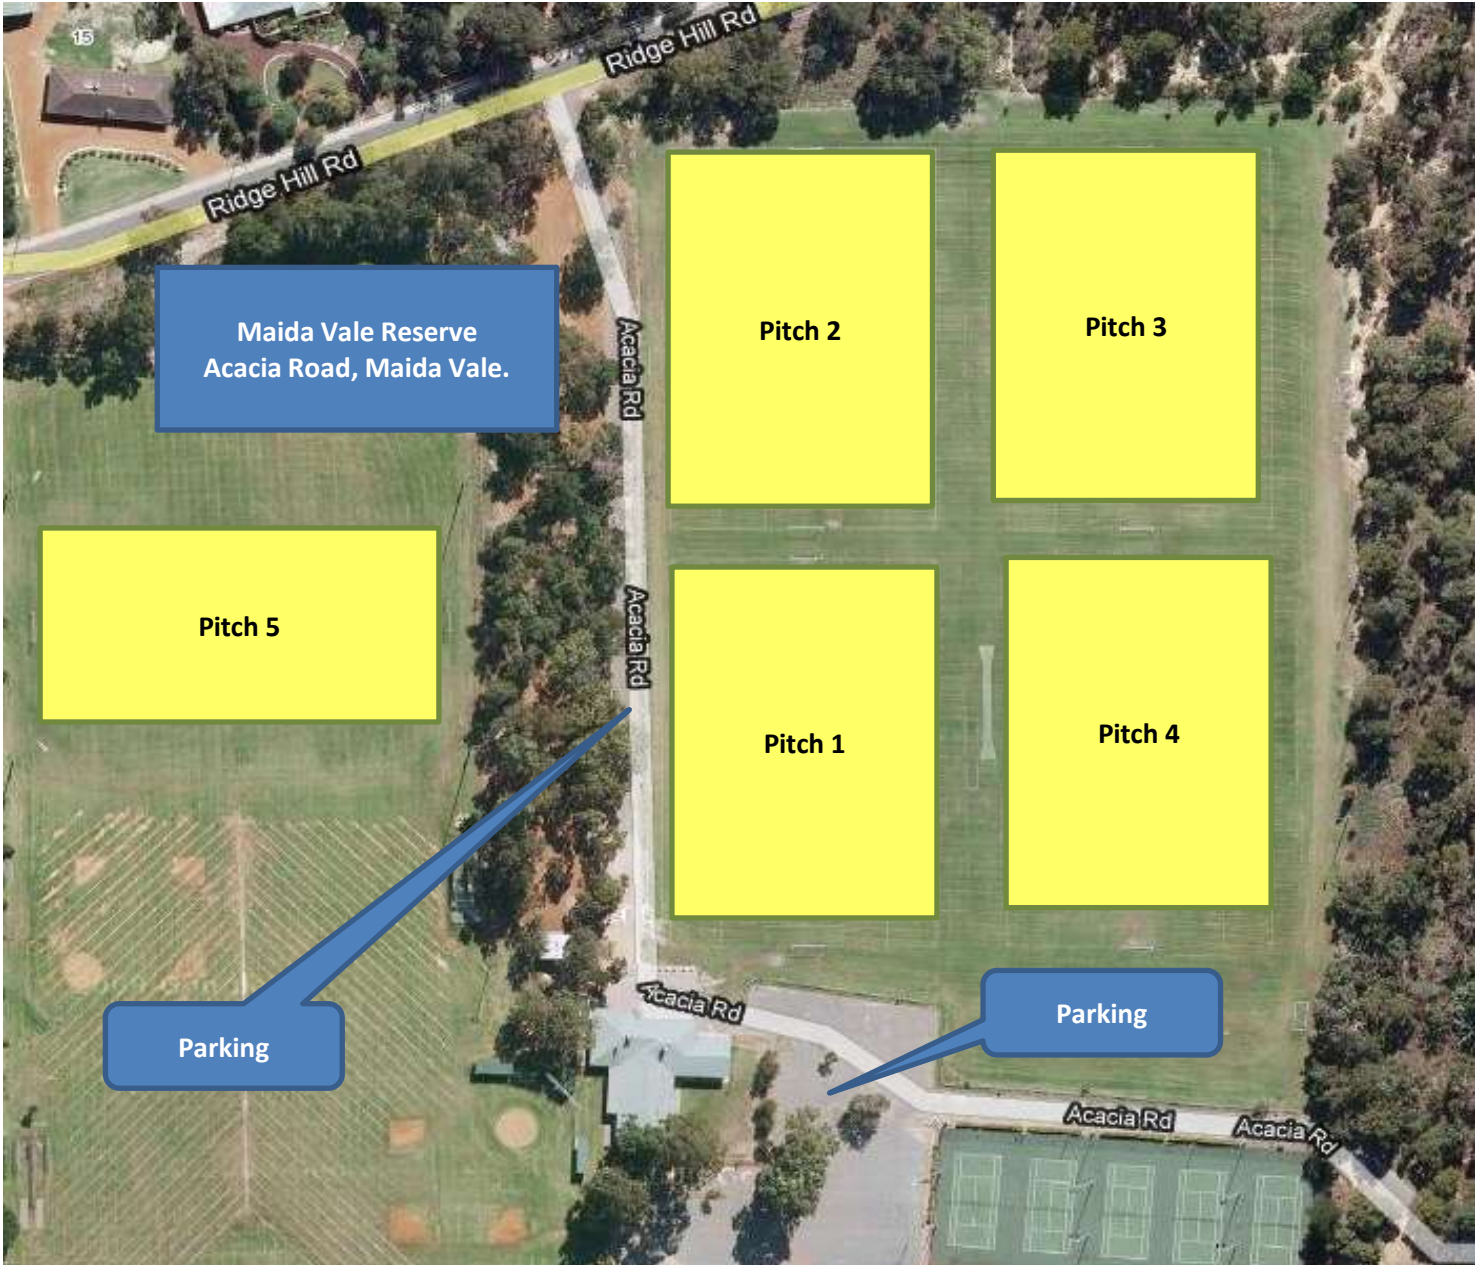 15
Ridge Hill Rd
Ridge Hill Rd
Maida Vale Reserve
Acacia Road, Maida Vale.
Acacia Rd
Pitch 2
Pitch 3
Pitch 5
Acacia Rd
Pitch 1
Pitch 4
Acacia Rd
Parking
Parking
Acacia Rd
Acacia Rd